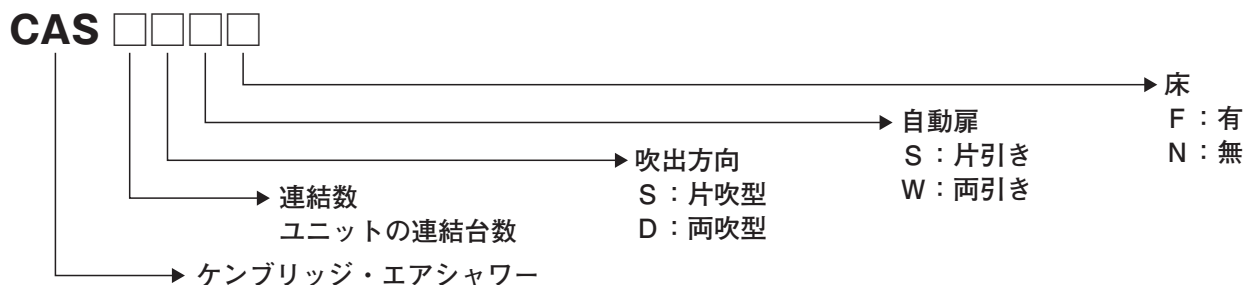 CAS □□□□
床
F：有
N：無
自動扉
S：片引き
W：両引き
吹出方向
S：片吹型
D：両吹型
連結数
ユニットの連結台数
ケンブリッジ・エアシャワー